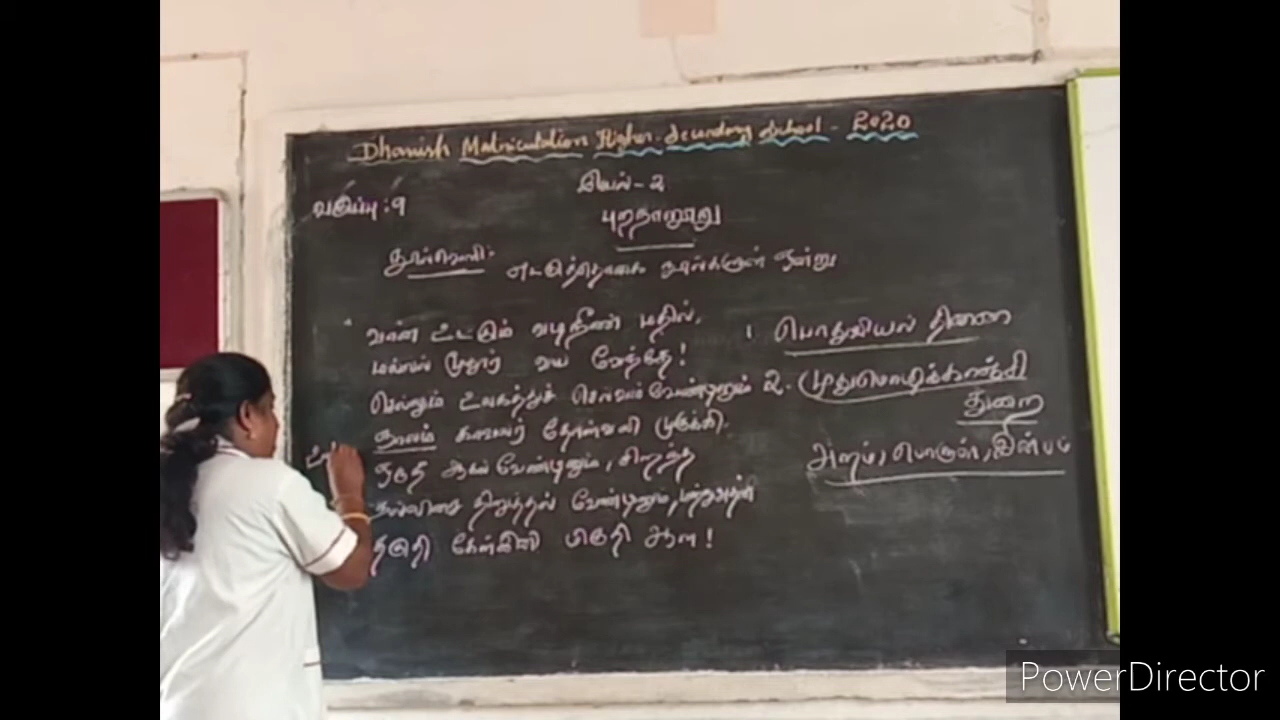 Dhanish Matriculation Higher Secondary School - 2020
இயல் - 2
வகுப்பு : 9
புறநானூறு
நூல்வெளி:- எட்டுத்தொகை நூல்களுள் ஒன்று
வான் உட்கும் வடிநீண் மதில்,
மல்லல் மூதூர் வய வேந்தே!
செல்லும் உலகத்துச் செல்வம் வேண்டினும்
ஞாலம் காவலர் தோள்வலி முருக்கி,
ஒருநீ ஆகல் வேண்டினும், சிறந்த
நல்லிசை நிறுத்தல் வேண்டினும், மற்றதன்
தகுதி கேள்இனி மிகுதி ஆள!
1. பொதுவியல் திணை
2. முதுமொழிக்காஞ்சி
துறை
அறம், பொருள், இன்பம்
PowerDirector